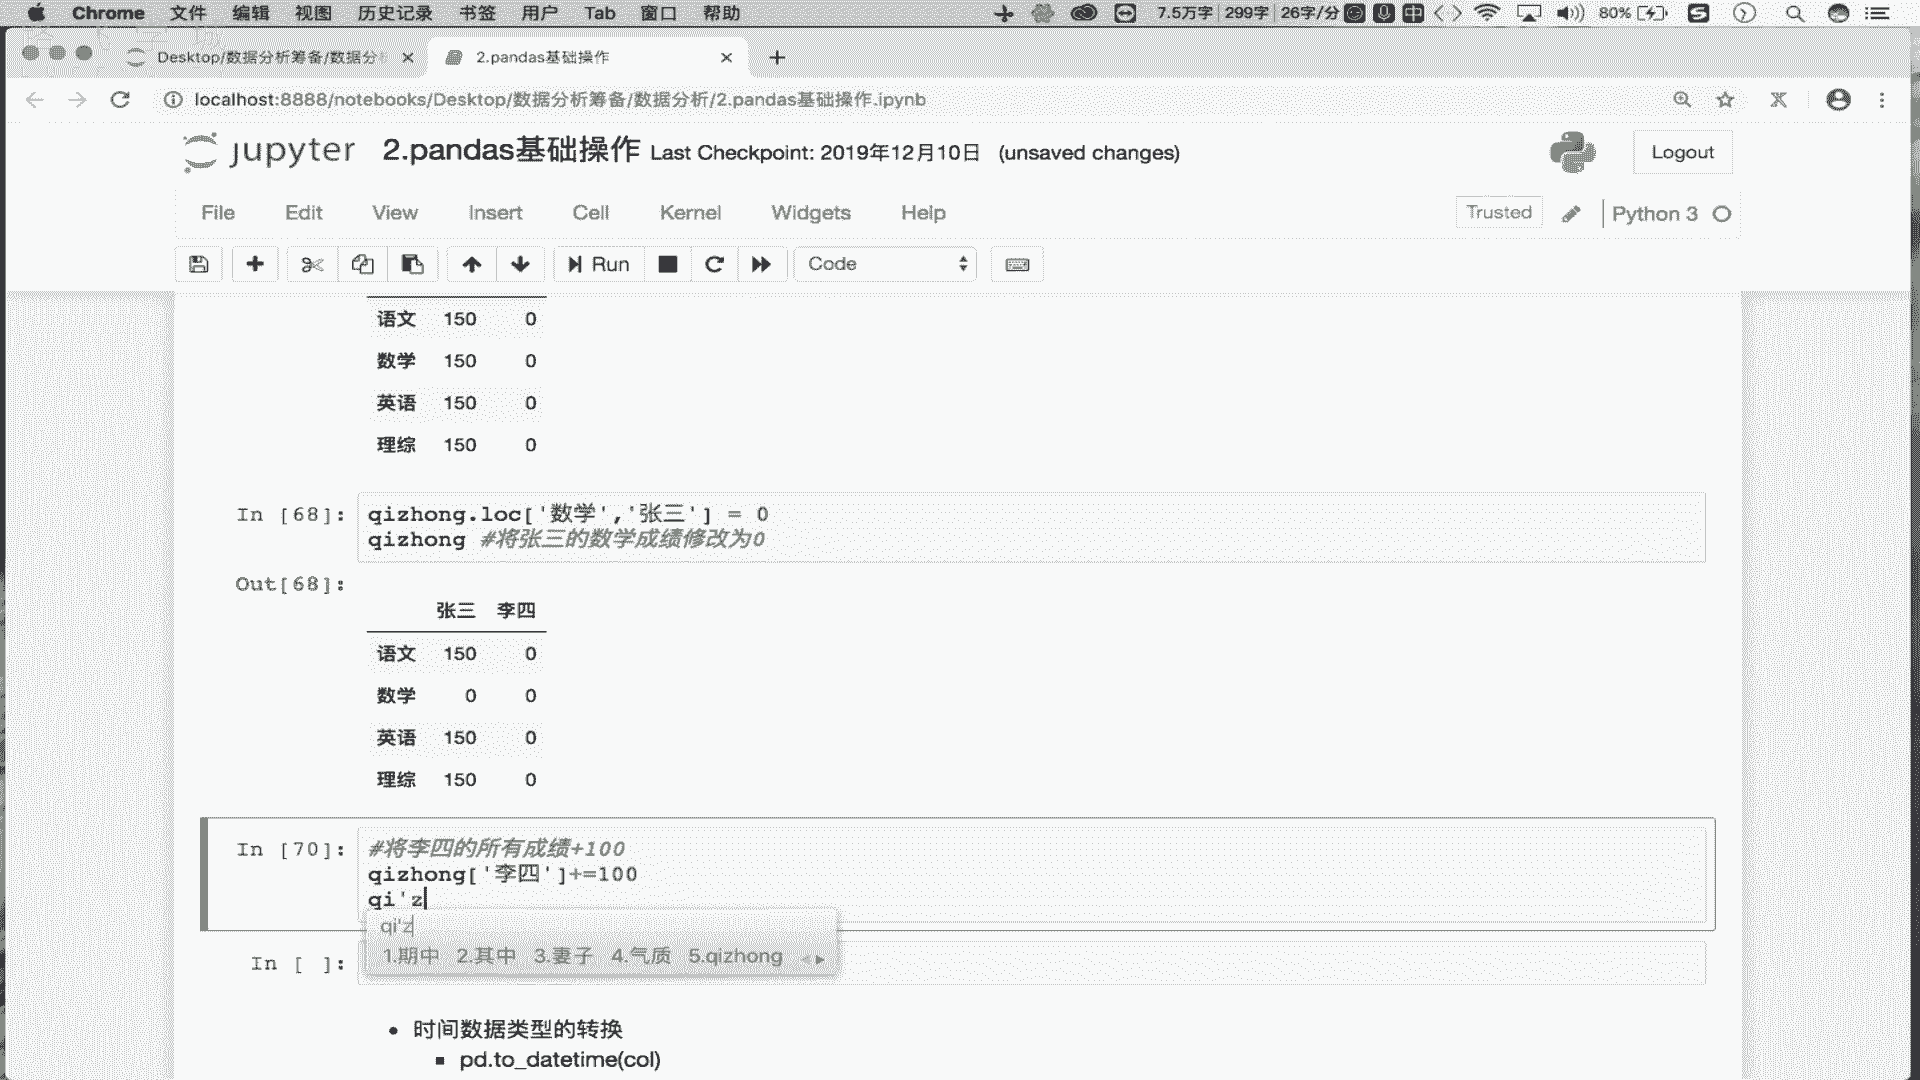 Chrome 文件 编辑 视图 历史记录 书签 用户 Tab 窗口 帮助 7.5万字 299字 26字/分 中 80%
Desktop/数据分析筹备/数据分析 2.pandas基础操作
localhost:8888/notebooks/Desktop/数据分析筹备/数据分析/2.pandas基础操作.ipynb
jupyter 2.pandas基础操作 Last Checkpoint: 2019年12月10日 (unsaved changes) Logout
File Edit View Insert Cell Kernel Widgets Help Trusted Python 3
Run Code
语文 150 0
数学 150 0
英语 150 0
理综 150 0
In [68]: qizhong.loc['数学','张三'] = 0
qizhong #将张三的数学成绩修改为0
Out[68]:
张三 李四
语文 150 0
数学 0 0
英语 150 0
理综 150 0
In [70]: #将李四的所有成绩+100
qizhong['李四']+=100
qi'z
qi'z
1.期中 2.其中 3.妻子 4.气质 5.qizhong
In [ ]:
• 时间数据类型的转换
▪ pd.to_datetime(col)